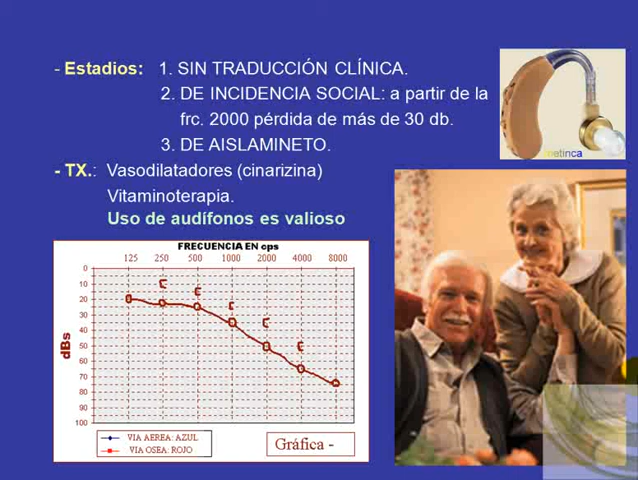 - Estadios: 1. SIN TRADUCCIÓN CLÍNICA.
2. DE INCIDENCIA SOCIAL: a partir de la
frc. 2000 pérdida de más de 30 db.
3. DE AISLAMINETO.
- TX.: Vasodilatadores (cinarizina)
Vitaminoterapia.
Uso de audífonos es valioso
FRECUENCIA EN cps
125 250 500 1000 2000 4000 8000
0
10
20
30
40
50
60
70
80
90
100
dBs
VIA AEREA: AZUL
VIA OSEA: ROJO
Gráfica -